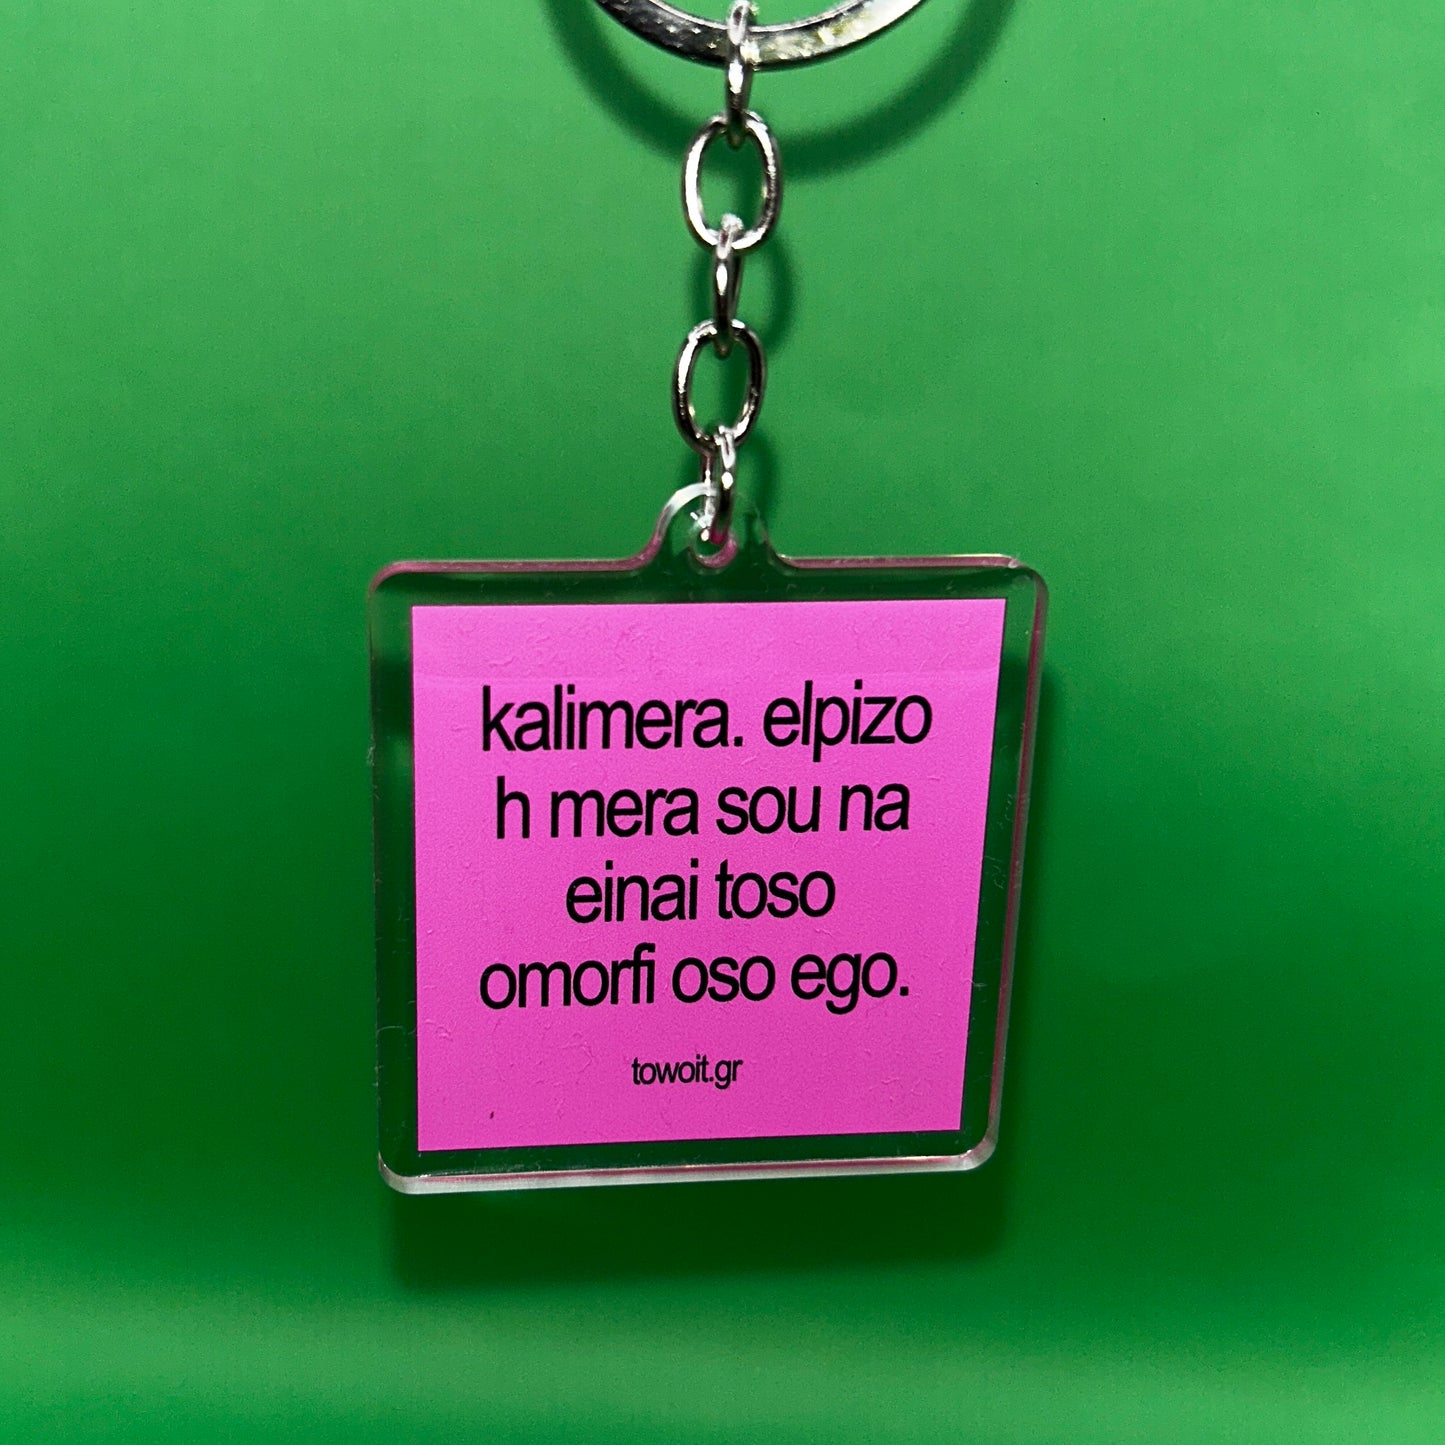 kalimera. elpizo
h mera sou na
einai toso
omorfi oso ego.
towoit.gr